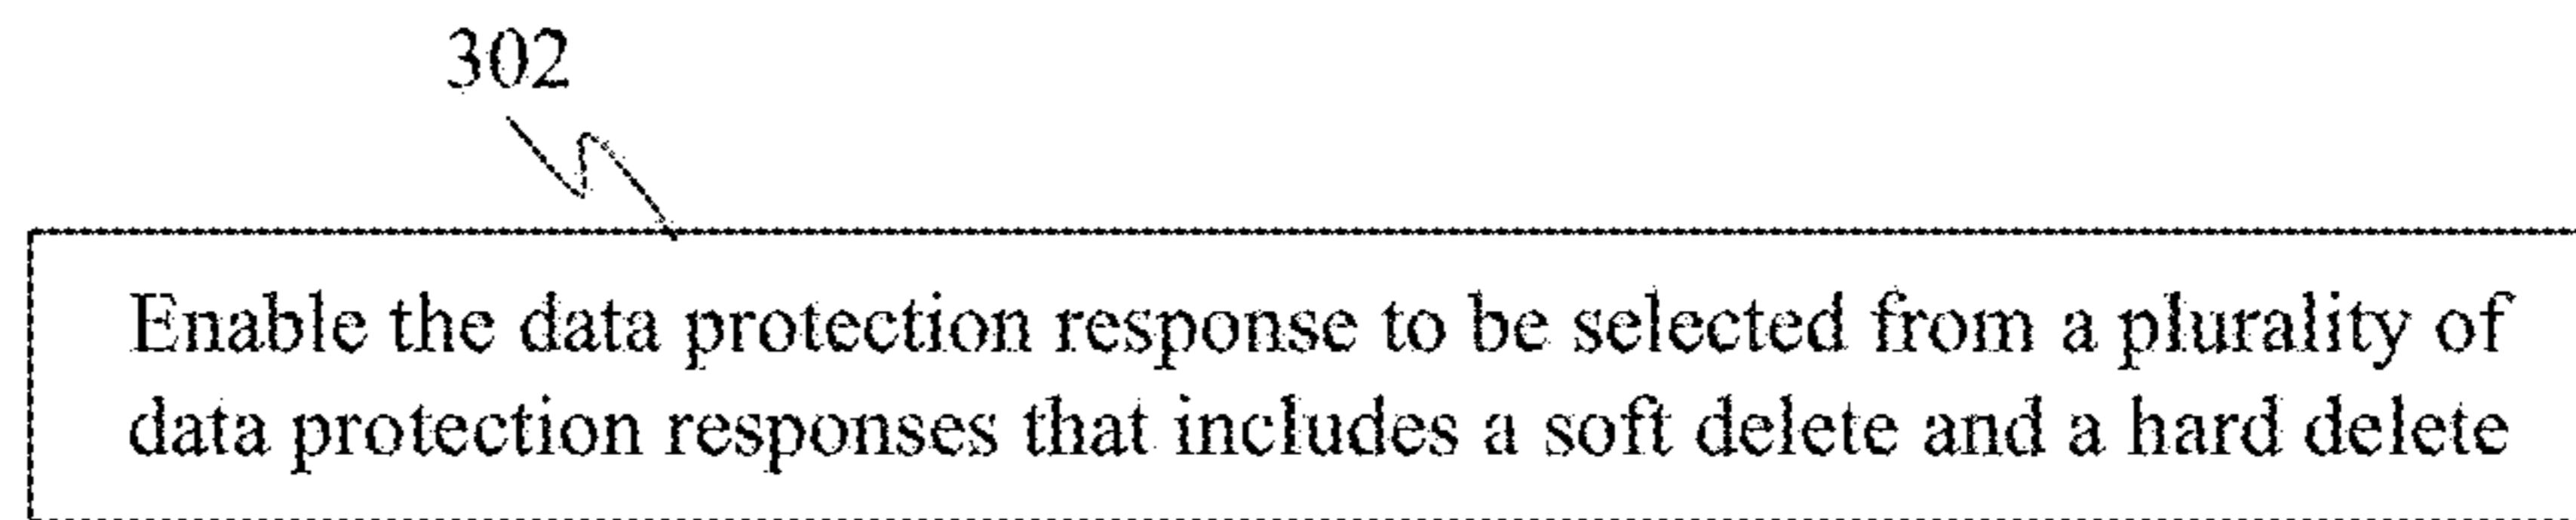 302
Enable the data protection response to be selected from a plurality of
data protection responses that includes a soft delete and a hard delete